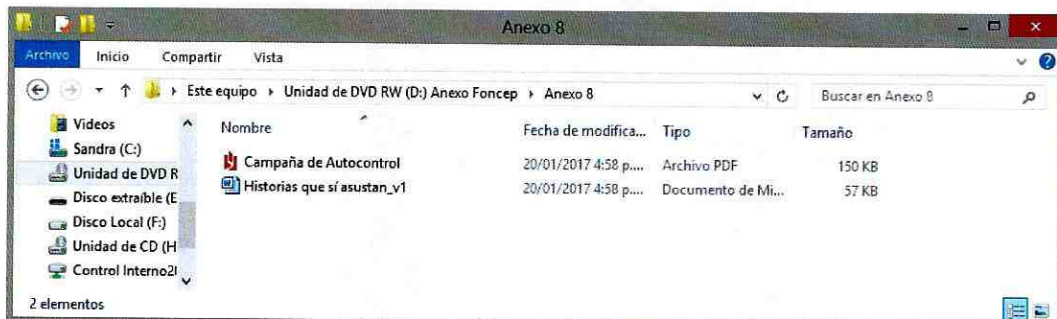 Anexo 8
Archivo Inicio Compartir Vista
Este equipo Unidad de DVD RW (D:) Anexo Foncep Anexo 8 Buscar en Anexo 8
Videos
Sandra (C:)
Unidad de DVD R
Disco extraíble (E
Disco Local (F:)
Unidad de CD (H
Control Interno2
Nombre Fecha de modifica... Tipo Tamaño
Campaña de Autocontrol 20/01/2017 4:58 p.... Archivo PDF 150 KB
Historias que sí asustan_v1 20/01/2017 4:58 p.... Documento de Mi... 57 KB
2 elementos